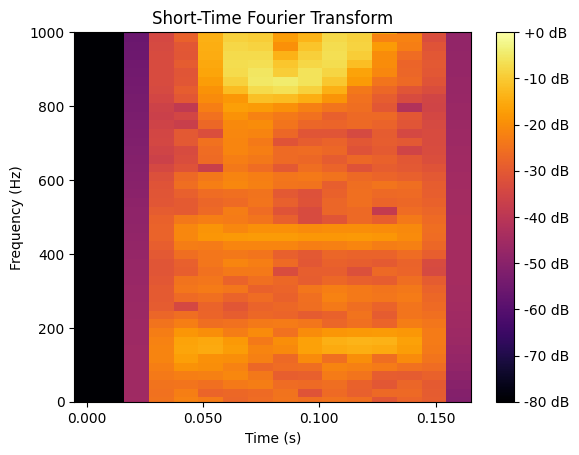 Short-Time Fourier Transform
1000
800
600
400
200
0
Frequency (Hz)
0.000
0.050
0.100
0.150
Time (s)
+0 dB
-10 dB
-20 dB
-30 dB
-40 dB
-50 dB
-60 dB
-70 dB
-80 dB